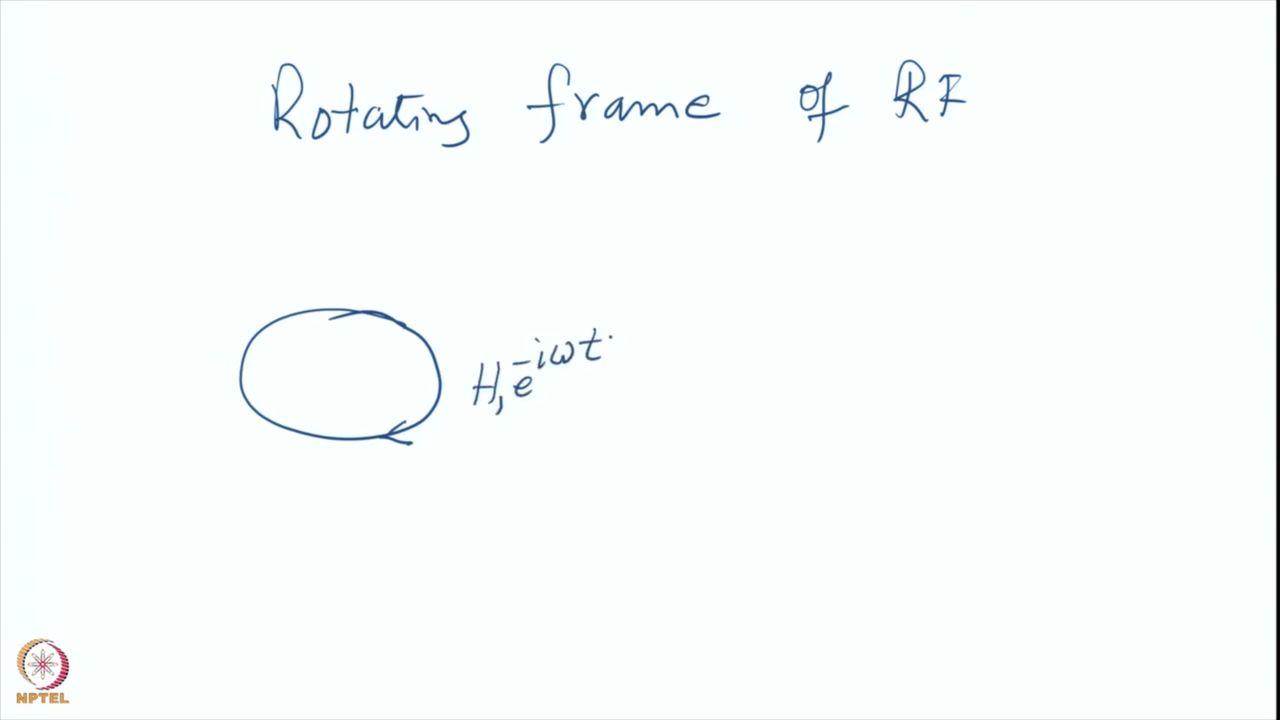 Rotating frame of RF
H₁e^{-iωt}
NPTEL